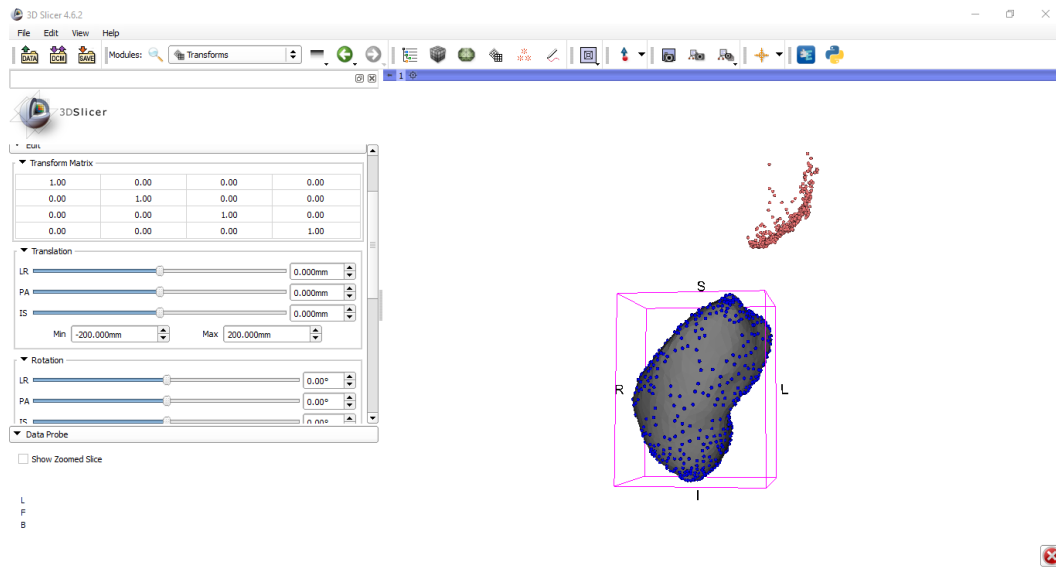 3D Slicer 4.6.2
File Edit View Help
DATA DCM SAVE Modules: Transforms
1
3DSlicer
Edit
Transform Matrix
1.00 0.00 0.00 0.00
0.00 1.00 0.00 0.00
0.00 0.00 1.00 0.00
0.00 0.00 0.00 1.00
Translation
LR 0.000mm
PA 0.000mm
IS 0.000mm
Min -200.000mm Max 200.000mm
Rotation
LR 0.00°
PA 0.00°
IS 0.00°
Data Probe
Show Zoomed Slice
L
F
B
S
R
L
I